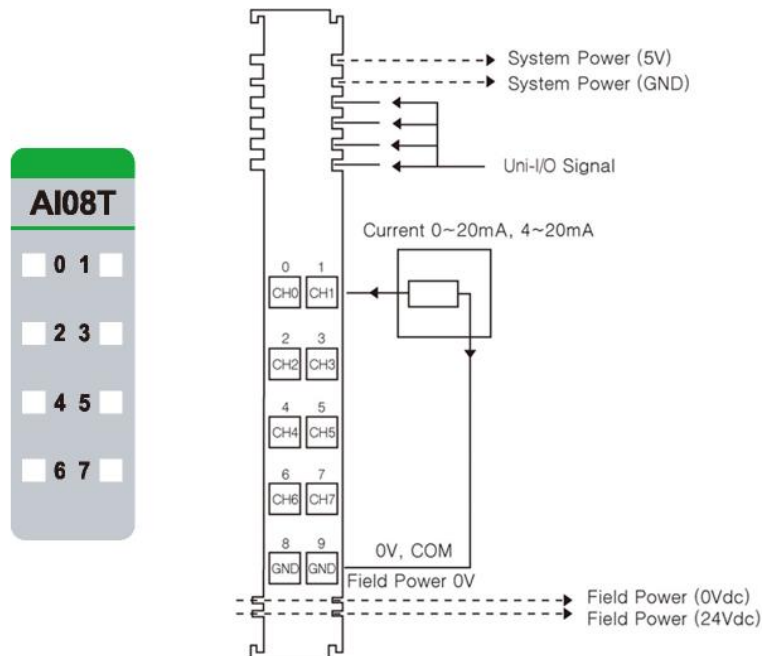 System Power (5V)
System Power (GND)
Uni-I/O Signal
AI08T
0 1
2 3
4 5
6 7
Current 0~20mA, 4~20mA
0 1
CH0 CH1
2 3
CH2 CH3
4 5
CH4 CH5
6 7
CH6 CH7
8 9
GND GND
0V, COM
Field Power 0V
Field Power (0Vdc)
Field Power (24Vdc)